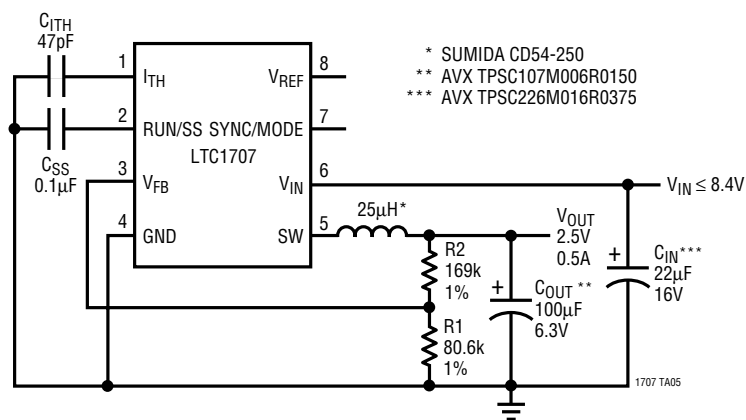 C_ITH
47pF
1
I_TH
2
RUN/SS
3
V_FB
4
GND
LTC1707
V_REF
8
SYNC/MODE
7
V_IN
6
SW
5
C_SS
0.1µF
* SUMIDA CD54-250
** AVX TPSC107M006R0150
*** AVX TPSC226M016R0375
V_IN ≤ 8.4V
25µH*
V_OUT
2.5V
0.5A
R2
169k
1%
R1
80.6k
1%
+
C_OUT **
100µF
6.3V
+
C_IN ***
22µF
16V
1707 TA05